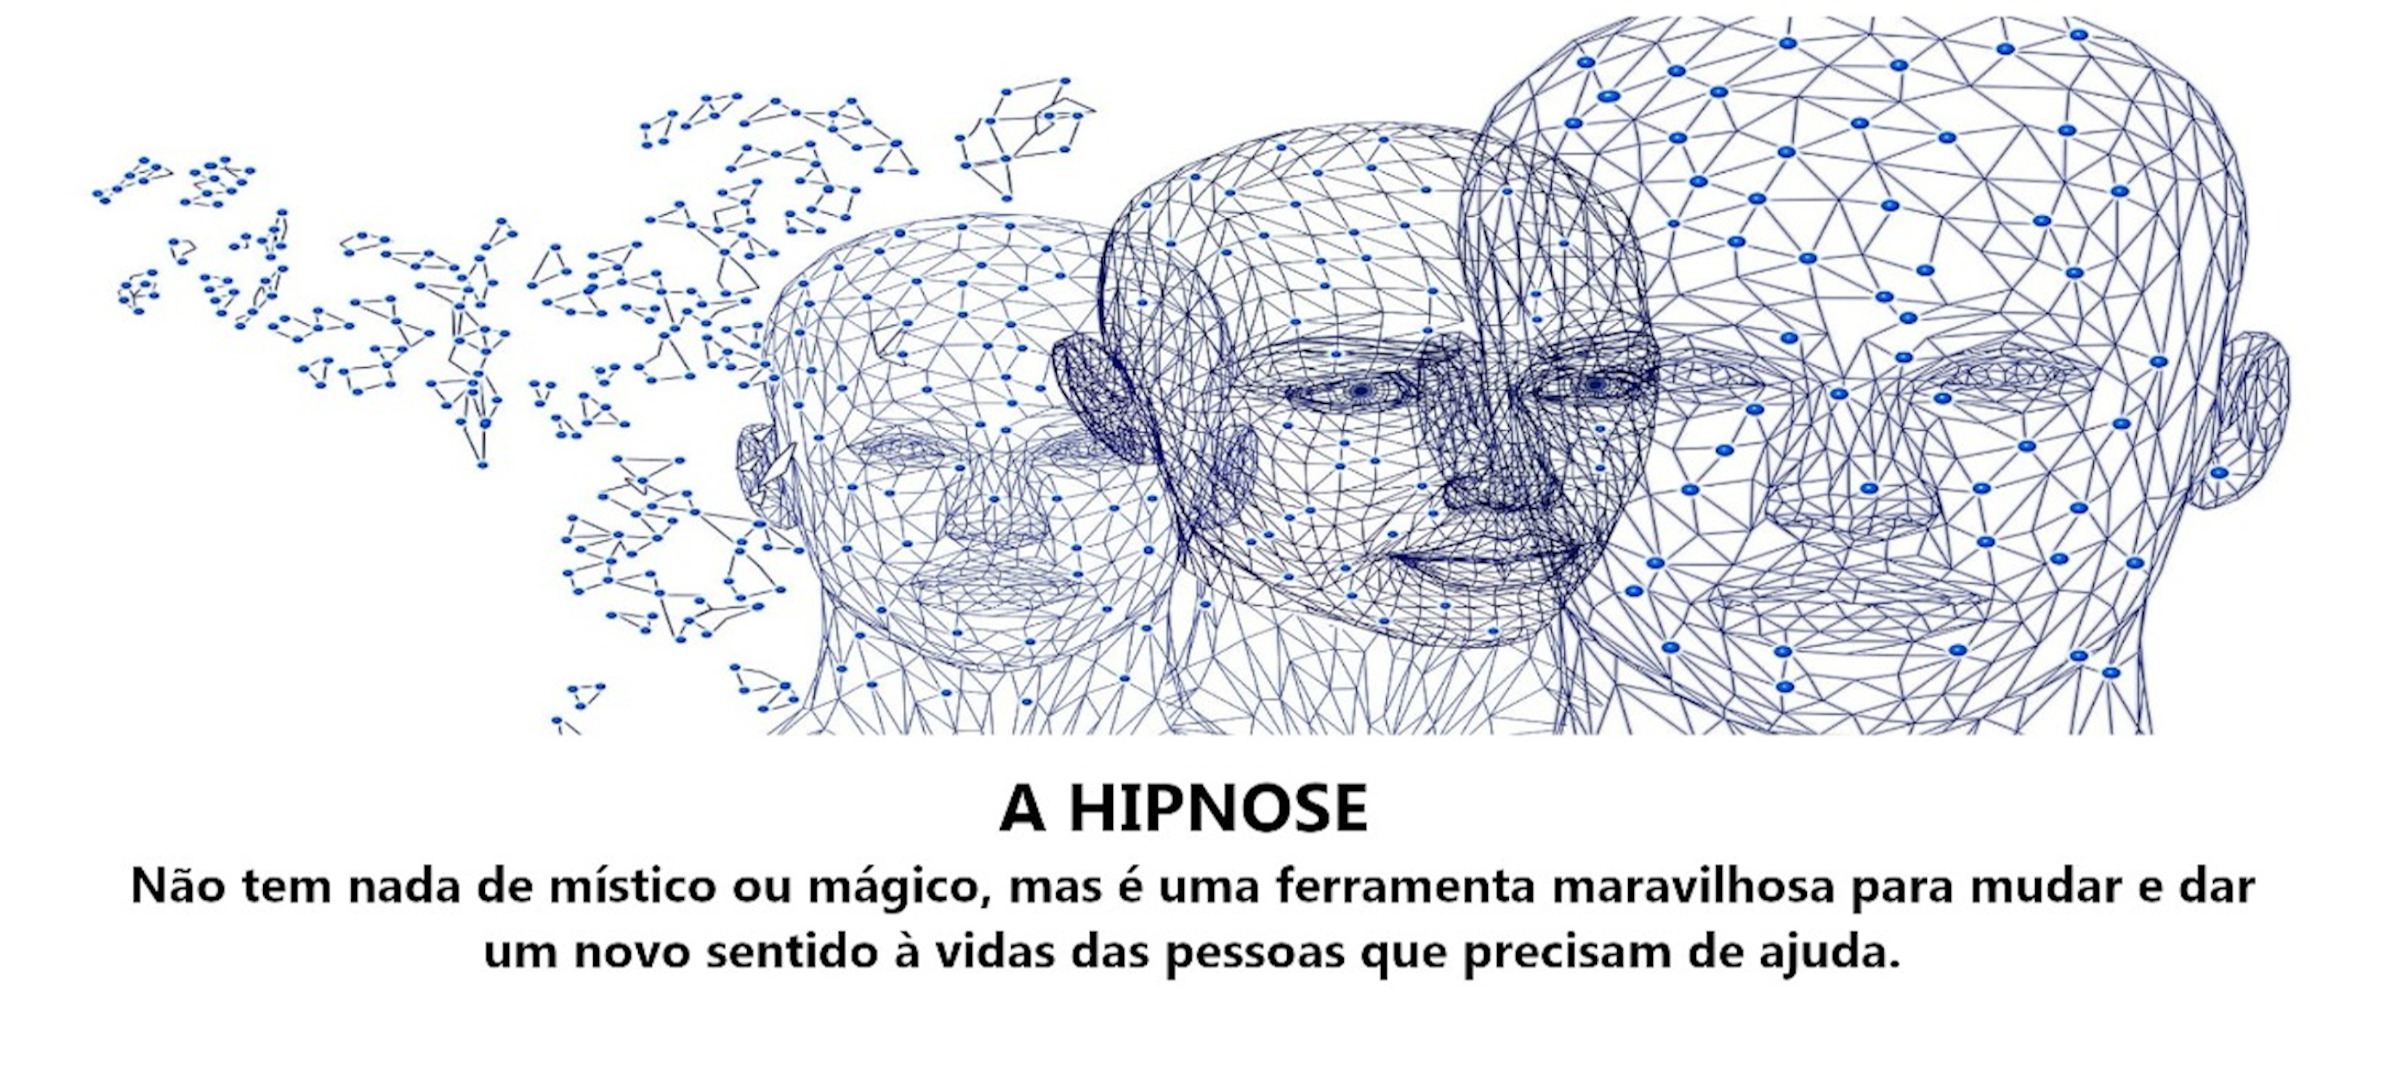 A HIPNOSE
Não tem nada de místico ou mágico, mas é uma ferramenta maravilhosa para mudar e dar
um novo sentido à vidas das pessoas que precisam de ajuda.